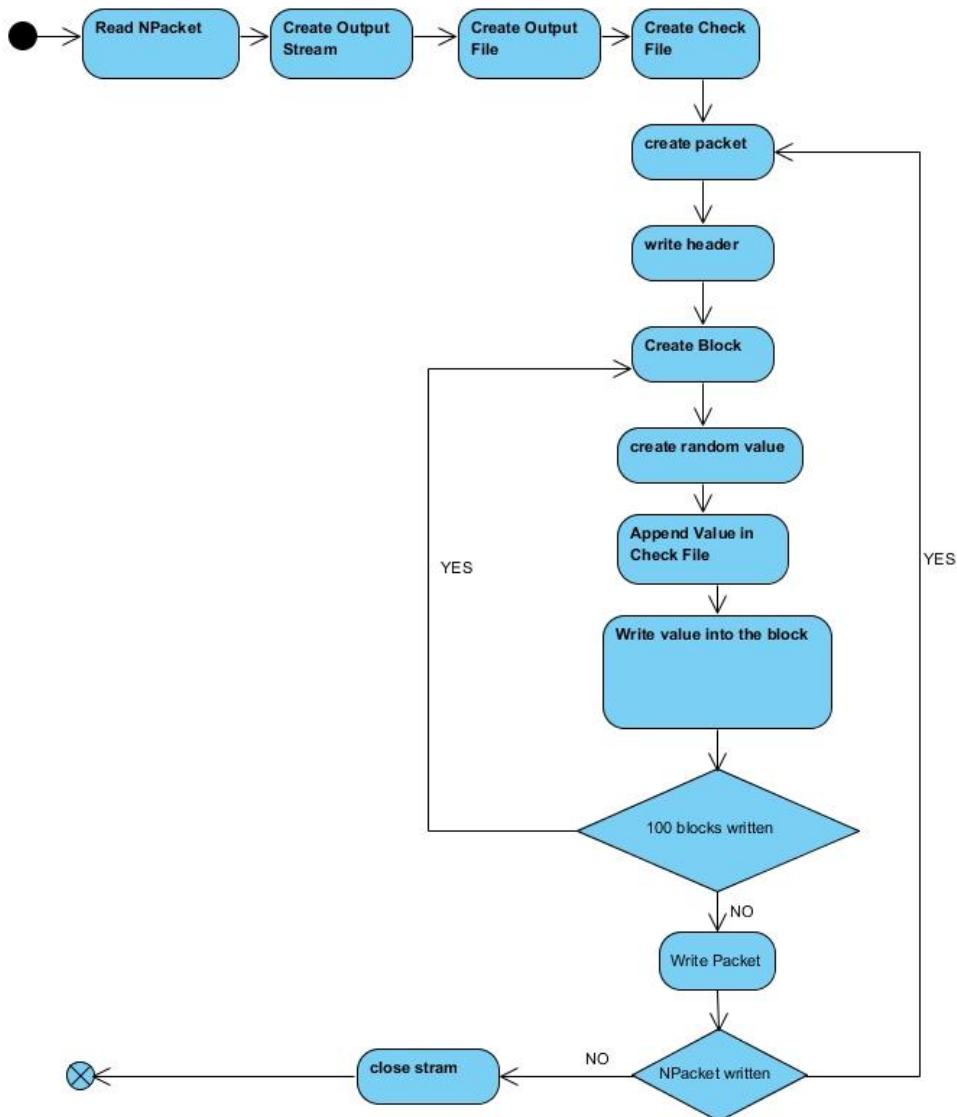 Read NPacket
Create Output
Stream
Create Output
File
Create Check
File
create packet
write header
Create Block
create random value
Append Value in
Check File
YES
YES
Write value into the block
100 blocks written
NO
Write Packet
NO
NPacket written
close stram